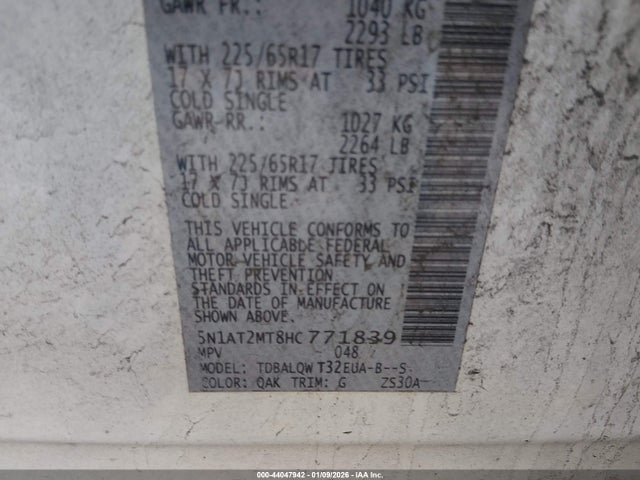 GAWR FR.: 1040 KG
2293 LB
WITH 225/65R17 TIRES
17 X 7J RIMS AT 33 PSI
COLD SINGLE
GAWR-RR.: 1027 KG
2264 LB
WITH 225/65R17 TIRES
17 X 7J RIMS AT 33 PSI
COLD SINGLE
THIS VEHICLE CONFORMS TO
ALL APPLICABLE FEDERAL
MOTOR VEHICLE SAFETY AND
THEFT PREVENTION
STANDARDS IN EFFECT ON
THE DATE OF MANUFACTURE
SHOWN ABOVE.
5N1AT2MT8HC771839
MPV 048
MODEL: TDBALQWT32EUA-B--S
COLOR: QAK TRIM: G ZS30A
000-44047942 - 01/09/2026 - IAA Inc.